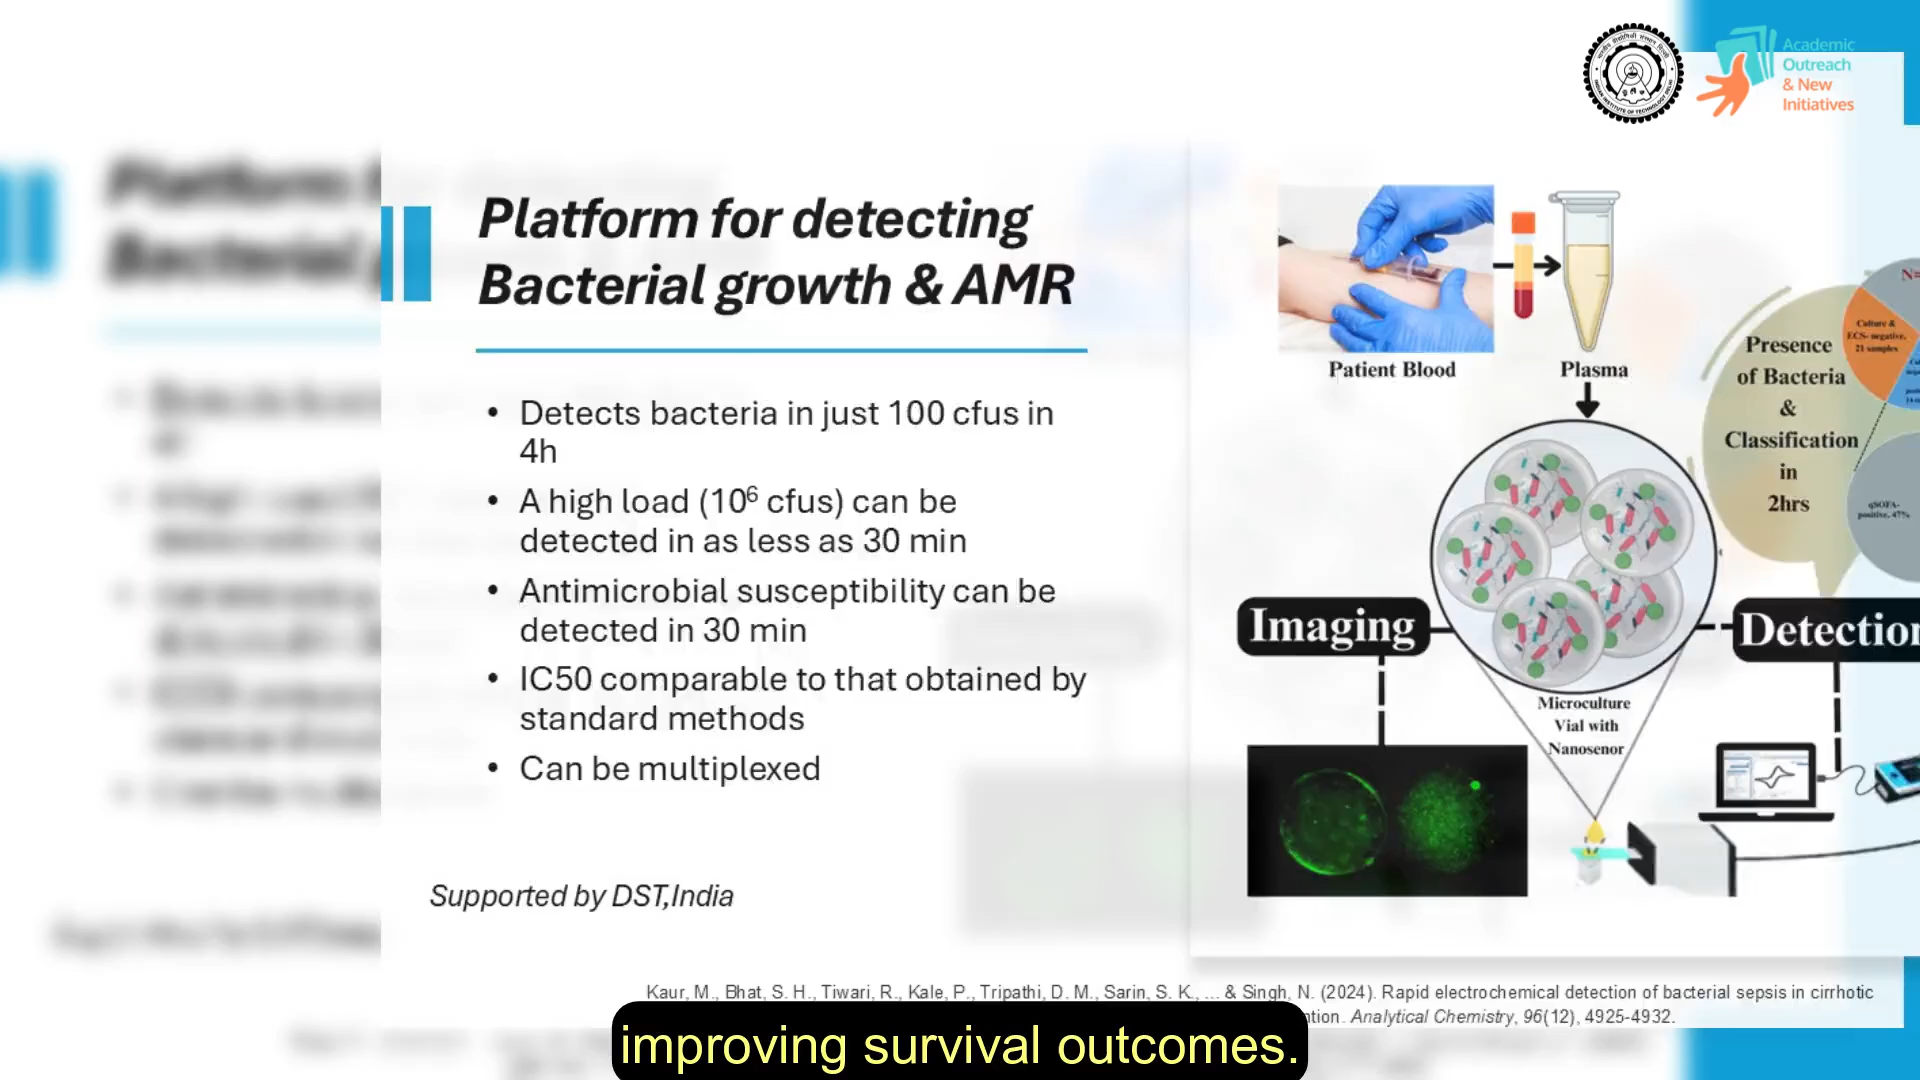 Academic
Outreach
& New
Initiatives
Platform for detecting
Bacterial growth & AMR
• Detects bacteria in just 100 cfus in
4h
• A high load (10⁶ cfus) can be
detected in as less as 30 min
• Antimicrobial susceptibility can be
detected in 30 min
• IC50 comparable to that obtained by
standard methods
• Can be multiplexed
Supported by DST,India
Patient Blood
Plasma
Presence
of Bacteria
&
Classification
in
2hrs
N=
Culture &
ECS- negative,
21 samples
qSOFA-
positive, 47%
Imaging
Detection
Microculture
Vial with
Nanosenor
Kaur, M., Bhat, S. H., Tiwari, R., Kale, P., Tripathi, D. M., Sarin, S. K., ... & Singh, N. (2024). Rapid electrochemical detection of bacterial sepsis in cirrhotic
Analytical Chemistry, 96(12), 4925-4932.
improving survival outcomes.